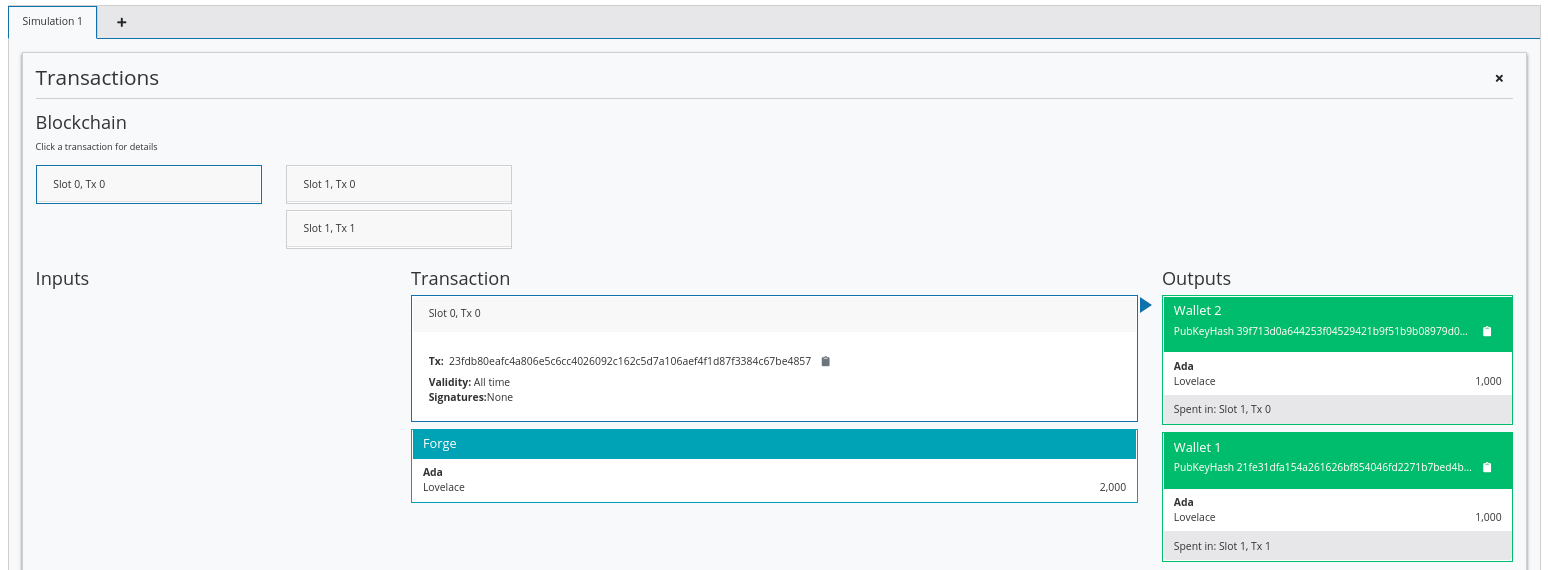 Simulation 1
+
Transactions
×
Blockchain
Click a transaction for details
Slot 0, Tx 0
Slot 1, Tx 0
Slot 1, Tx 1
Inputs
Transaction
Slot 0, Tx 0
Tx: 23fdb80eafc4a806e5c6cc4026092c162c5d7a106aef4f1d87f3384c67be4857
Validity: All time
Signatures:None
Forge
Ada
Lovelace 2,000
Outputs
Wallet 2
PubKeyHash 39f713d0a644253f04529421b9f51b9b08979d0...
Ada
Lovelace 1,000
Spent in: Slot 1, Tx 0
Wallet 1
PubKeyHash 21fe31dfa154a261626bf854046fd2271b7bed4b...
Ada
Lovelace 1,000
Spent in: Slot 1, Tx 1